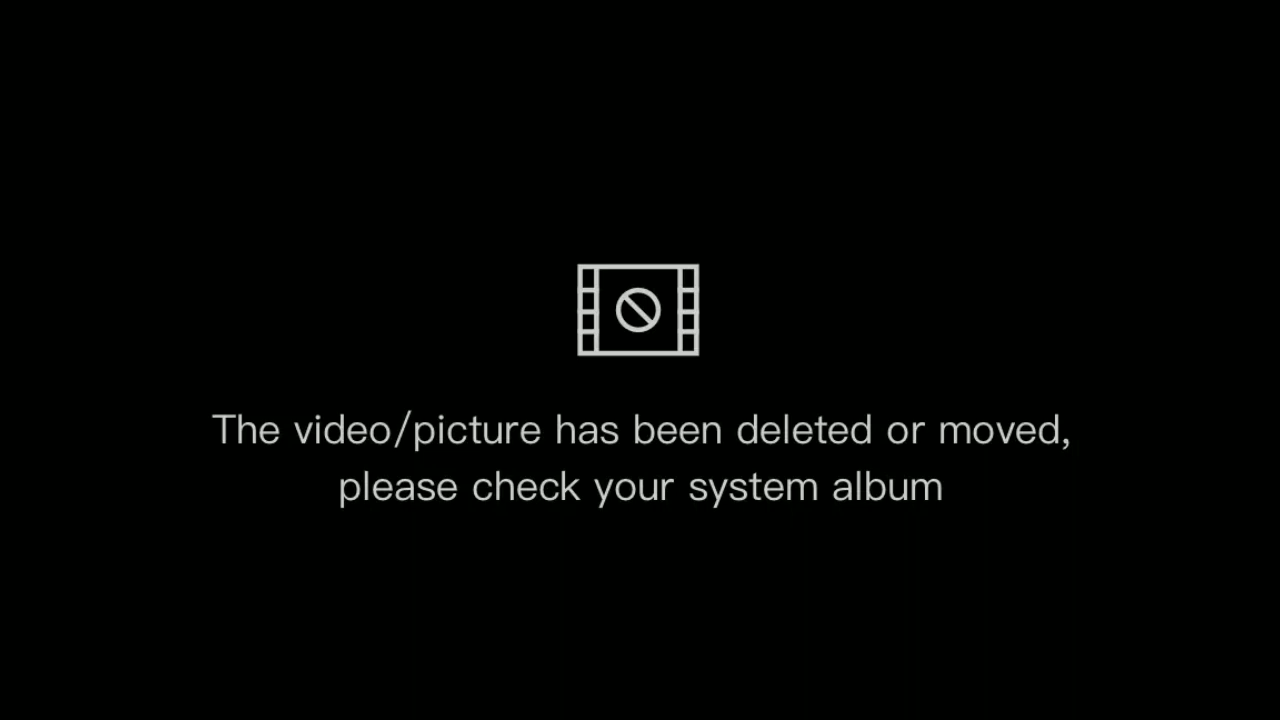 The video/picture has been deleted or moved,
please check your system album